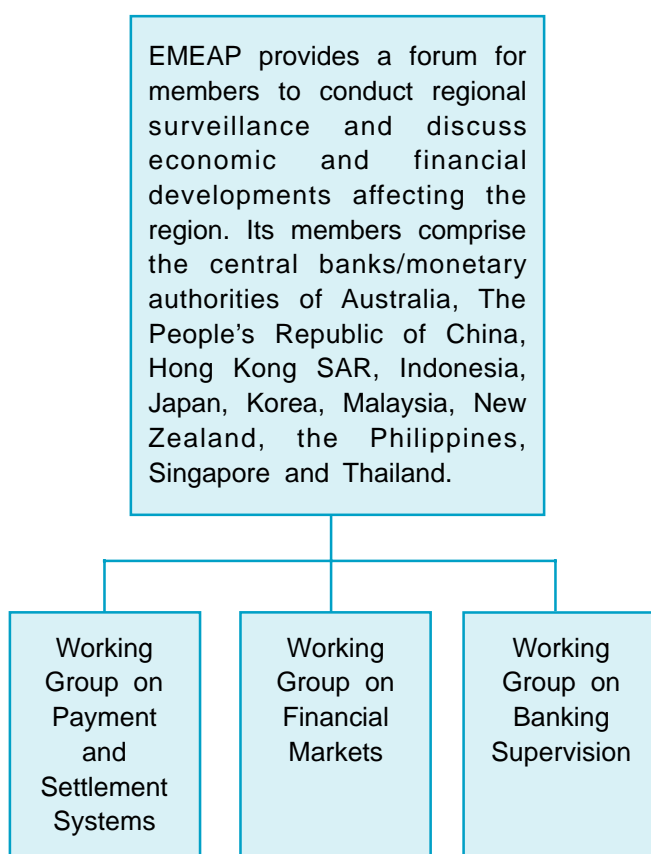 EMEAP provides a forum for
members to conduct regional
surveillance and discuss
economic and financial
developments affecting the
region. Its members comprise
the central banks/monetary
authorities of Australia, The
People's Republic of China,
Hong Kong SAR, Indonesia,
Japan, Korea, Malaysia, New
Zealand, the Philippines,
Singapore and Thailand.
Working
Group on
Payment
and
Settlement
Systems
Working
Group on
Financial
Markets
Working
Group on
Banking
Supervision